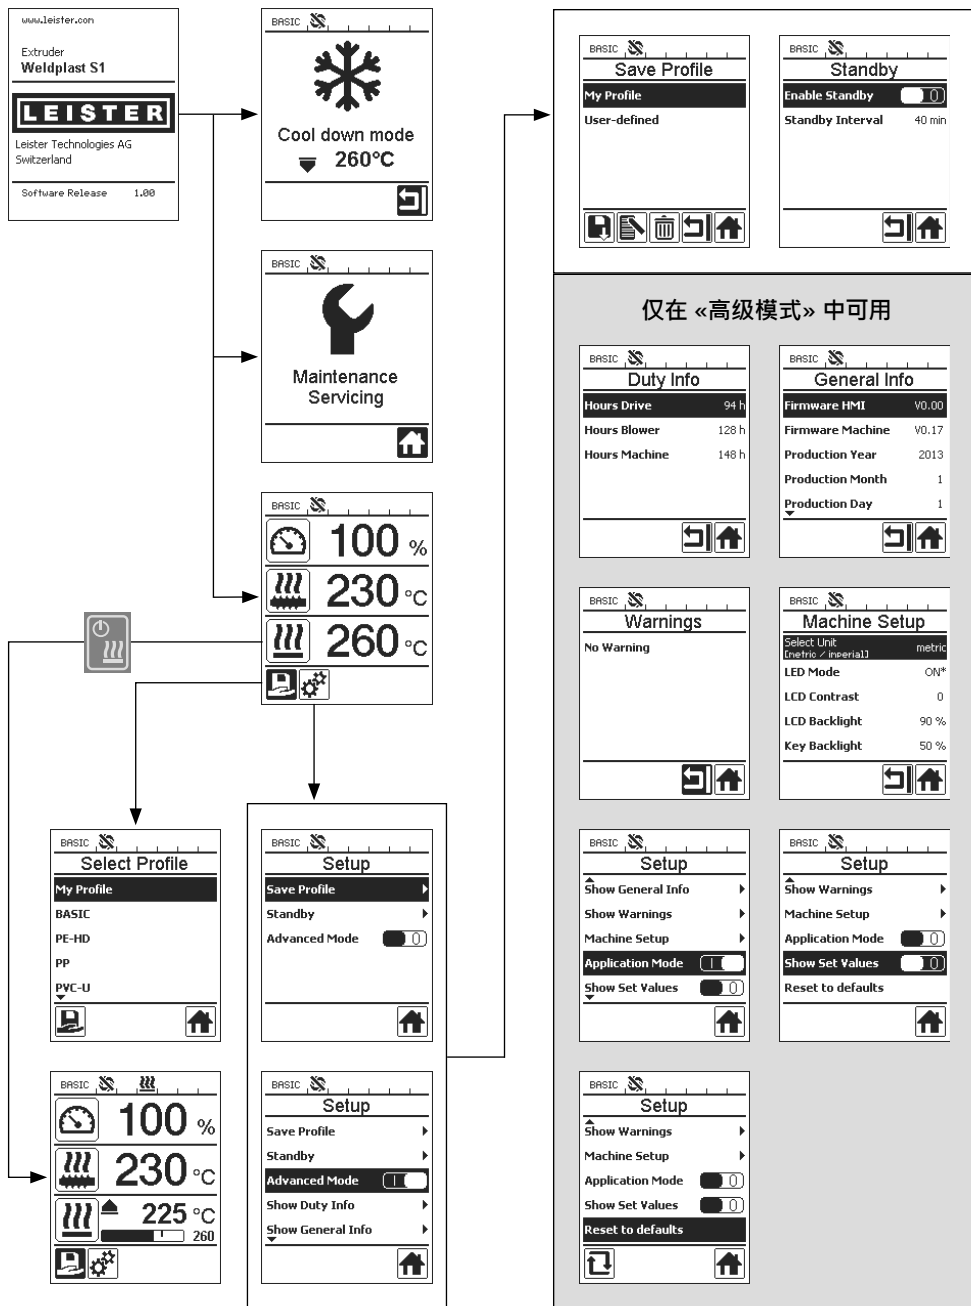 www.leister.com
Extruder
Weldplast S1
LEISTER
Leister Technologies AG
Switzerland
Software Release 1.00
BASIC
Cool down mode
260°C
BASIC
Maintenance
Servicing
BASIC
100 %
230 °C
260 °C
BASIC
Select Profile
My Profile
BASIC
PE-HD
PP
PVC-U
BASIC
100 %
230 °C
225 °C
260
BASIC
Setup
Save Profile
Standby
Advanced Mode 0
BASIC
Setup
Save Profile
Standby
Advanced Mode I
Show Duty Info
Show General Info
BASIC
Save Profile
My Profile
User-defined
BASIC
Standby
Enable Standby 0
Standby Interval 40 min
仅在 «高级模式» 中可用
BASIC
Duty Info
Hours Drive 94 h
Hours Blower 128 h
Hours Machine 148 h
BASIC
General Info
Firmware HMI V0.00
Firmware Machine V0.17
Production Year 2013
Production Month 1
Production Day 1
BASIC
Warnings
No Warning
BASIC
Machine Setup
Select Unit
[metric / inperial] metric
LED Mode ON*
LCD Contrast 0
LCD Backlight 90 %
Key Backlight 50 %
BASIC
Setup
Show General Info
Show Warnings
Machine Setup
Application Mode I
Show Set Values 0
BASIC
Setup
Show Warnings
Machine Setup
Application Mode 0
Show Set Values 0
Reset to defaults
BASIC
Setup
Show Warnings
Machine Setup
Application Mode 0
Show Set Values 0
Reset to defaults